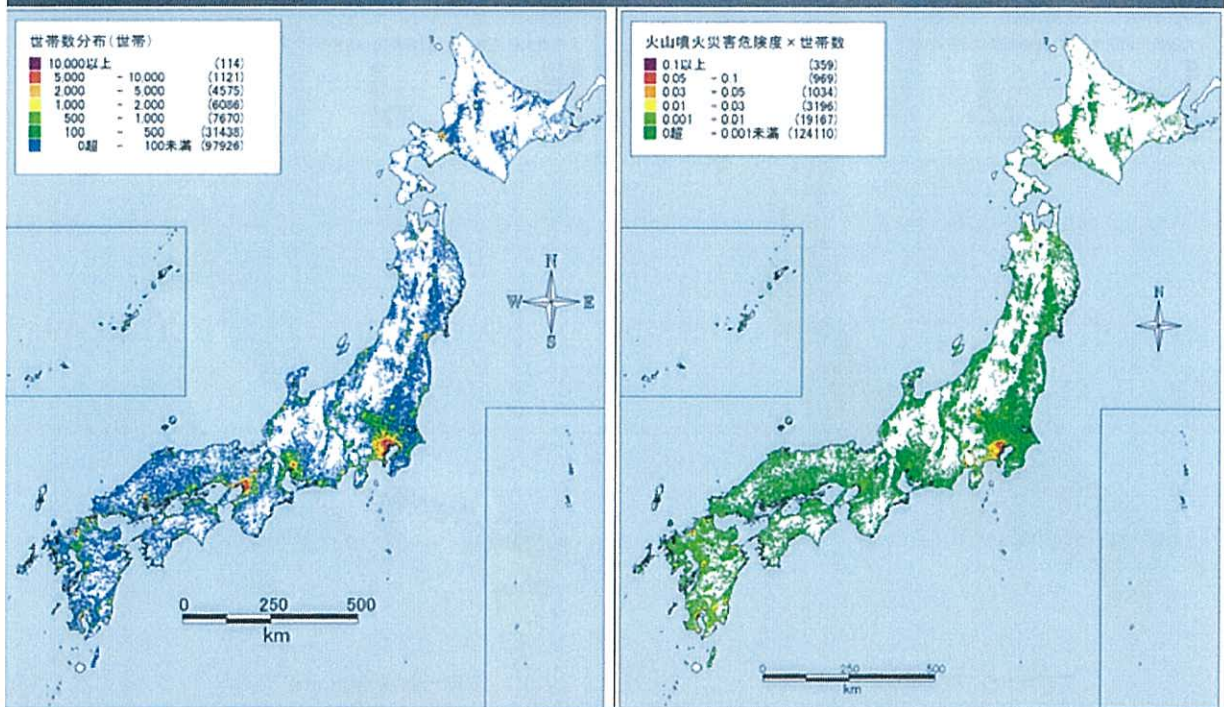 世帯数分布(世帯)
10,000以上 (114)
5,000 - 10,000 (1121)
2,000 - 5,000 (4575)
1,000 - 2,000 (6086)
500 - 1,000 (7670)
100 - 500 (31438)
0超 - 100未満 (97926)
N
W E
S
0 250 500
km
火山噴火災害危険度×世帯数
0.1以上 (359)
0.05 - 0.1 (969)
0.03 - 0.05 (1034)
0.01 - 0.03 (3196)
0.001 - 0.01 (19167)
0超 - 0.001未満 (124110)
N
0 250 500
km